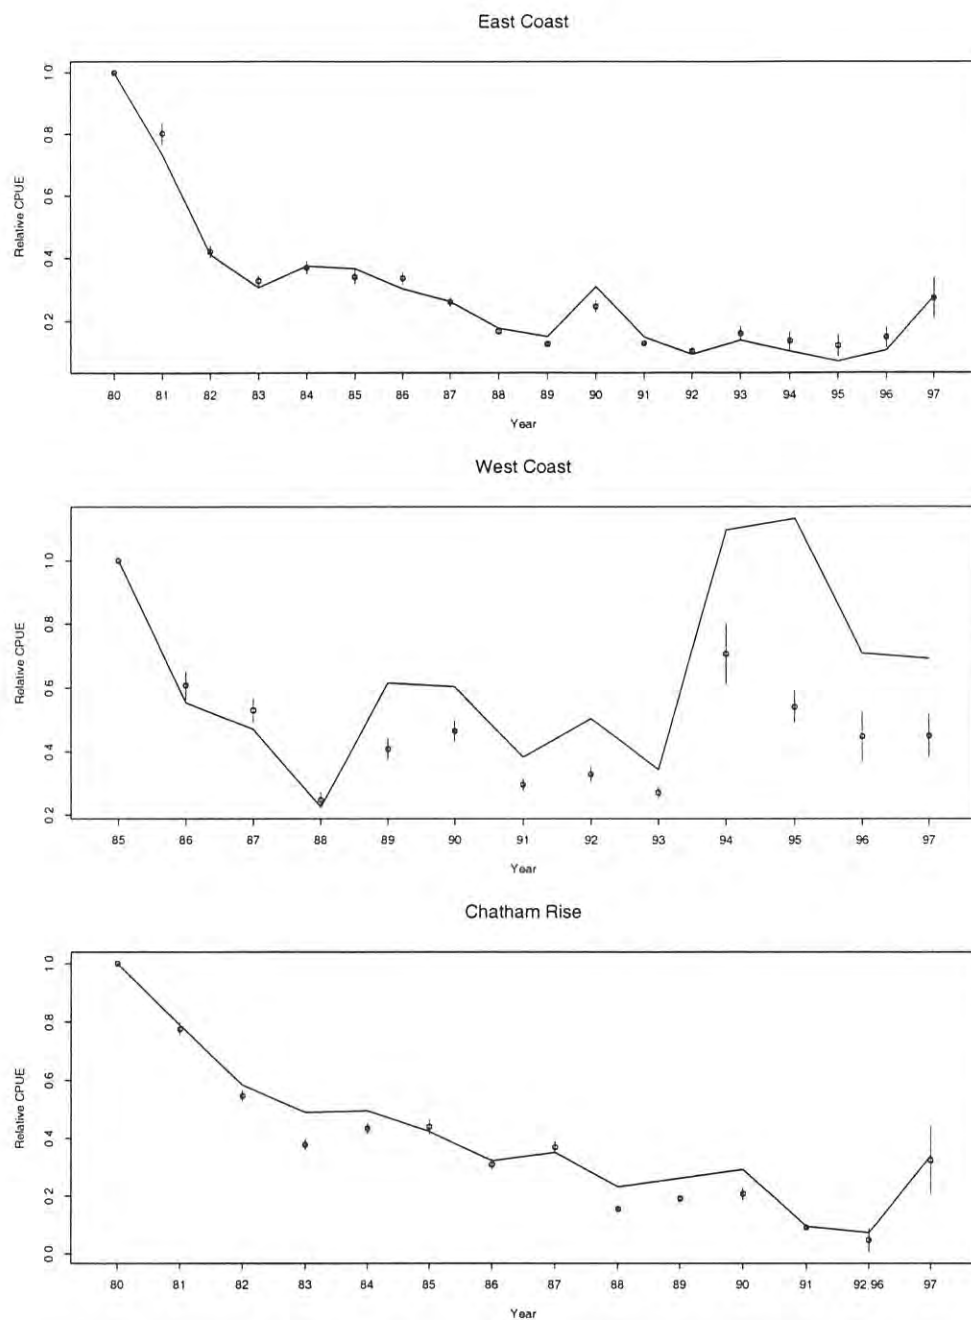 East Coast
Relative CPUE
1.0
0.8
0.6
0.4
0.2
80 81 82 83 84 85 86 87 88 89 90 91 92 93 94 95 96 97
Year
West Coast
Relative CPUE
1.0
0.8
0.6
0.4
0.2
85 86 87 88 89 90 91 92 93 94 95 96 97
Year
Chatham Rise
Relative CPUE
1.0
0.8
0.6
0.4
0.2
0.0
80 81 82 83 84 85 86 87 88 89 90 91 92 96 97
Year